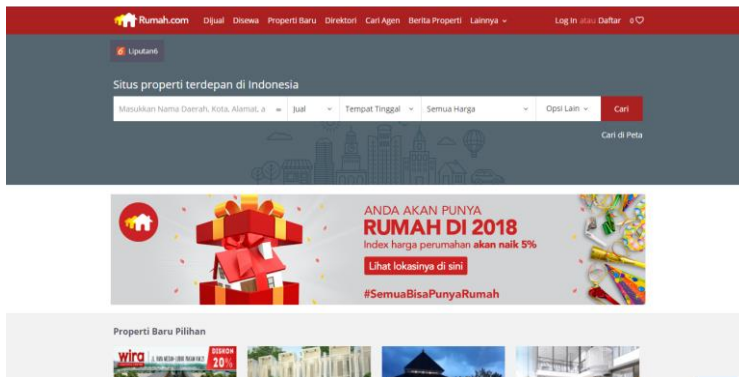 Rumah.com Dijual Disewa Properti Baru Direktori Cari Agen Berita Properti Lainnya Log In atau Daftar 0
6 Liputan6
Situs properti terdepan di Indonesia
Masukkan Nama Daerah, Kota, Alamat, a Jual Tempat Tinggal Semua Harga Opsi Lain Cari
Cari di Peta
ANDA AKAN PUNYA
RUMAH DI 2018
Index harga perumahan akan naik 5%
Lihat lokasinya di sini
#SemuaBisaPunyaRumah
Properti Baru Pilihan
wira
DISKON
20%